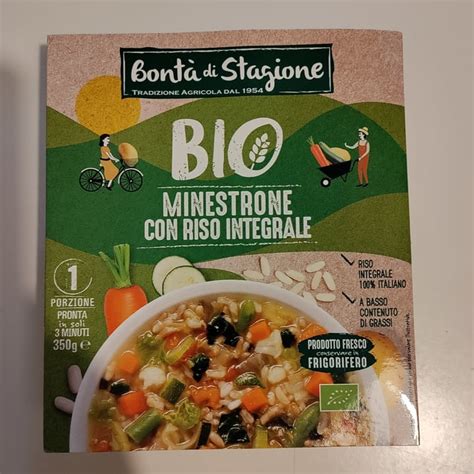 Bontà di Stagione
TRADIZIONE AGRICOLA DAL 1954
BIO
MINESTRONE
CON RISO INTEGRALE
1
PORZIONE
PRONTA
in soli
3 MINUTI
350g e
RISO
INTEGRALE
100% ITALIANO
A BASSO
CONTENUTO
DI GRASSI
PRODOTTO FRESCO
conservare in
FRIGORIFERO